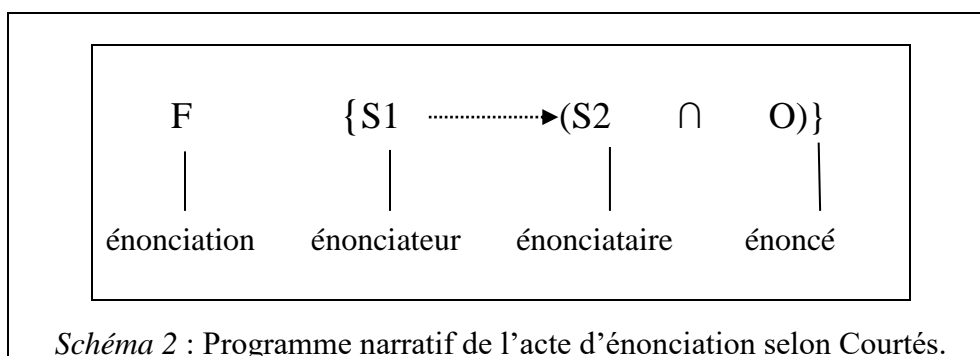 F {S1 (S2 ∩ O)}
énonciation énonciateur énonciataire énoncé
Schéma 2 : Programme narratif de l’acte d’énonciation selon Courtés.